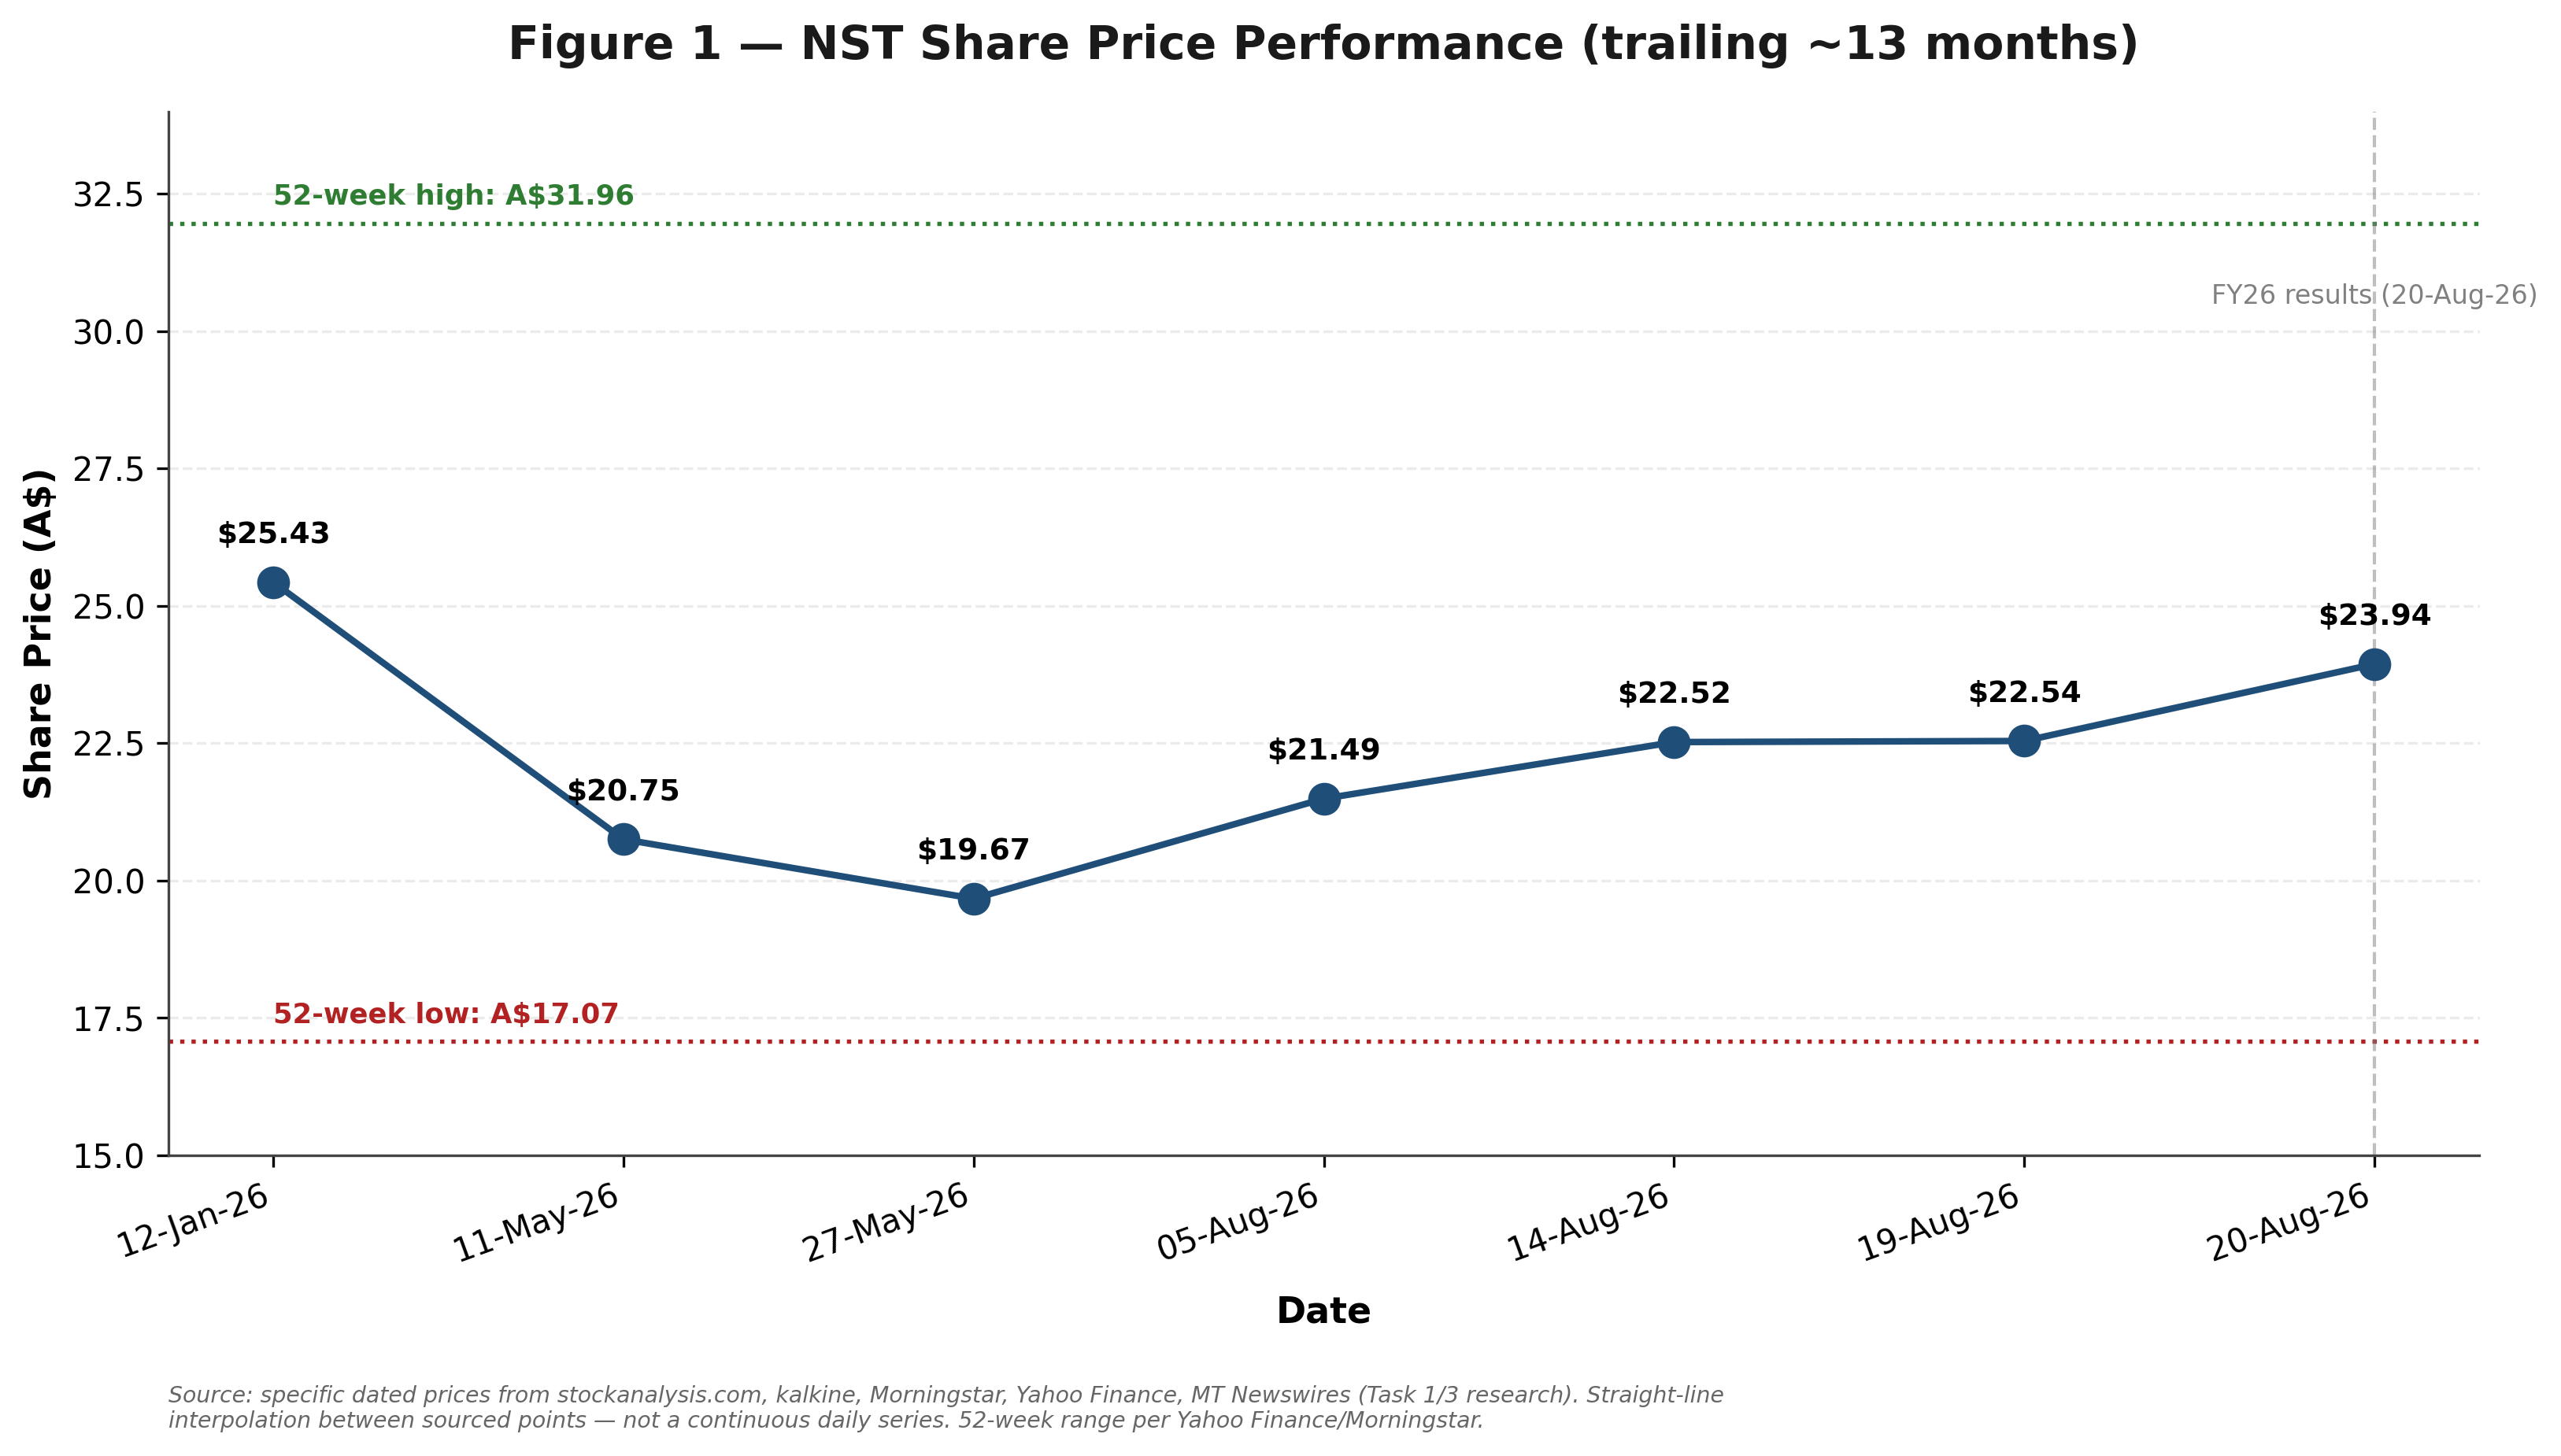 Figure 1 — NST Share Price Performance (trailing ~13 months)
Share Price (A$)
32.5
30.0
27.5
25.0
22.5
20.0
17.5
15.0
52-week high: A$31.96
FY26 results (20-Aug-26)
$25.43
$20.75
$19.67
$21.49
$22.52
$22.54
$23.94
52-week low: A$17.07
12-Jan-26
11-May-26
27-May-26
05-Aug-26
14-Aug-26
19-Aug-26
20-Aug-26
Date
Source: specific dated prices from stockanalysis.com, kalkine, Morningstar, Yahoo Finance, MT Newswires (Task 1/3 research). Straight-line
interpolation between sourced points — not a continuous daily series. 52-week range per Yahoo Finance/Morningstar.